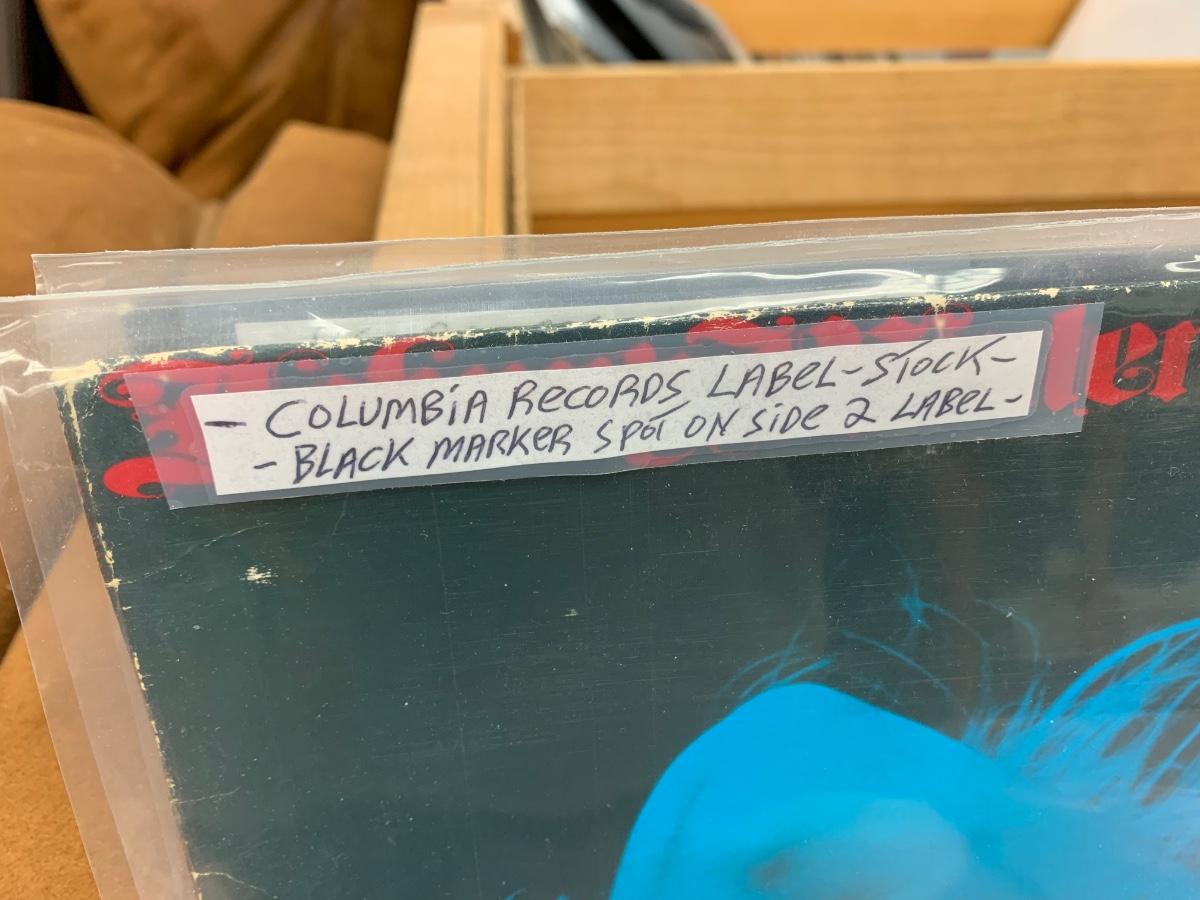 - COLUMBiA RECORDS LABEL-STOCK-
- BLACK MARKER SPOT ON SIDE 2 LABEL-